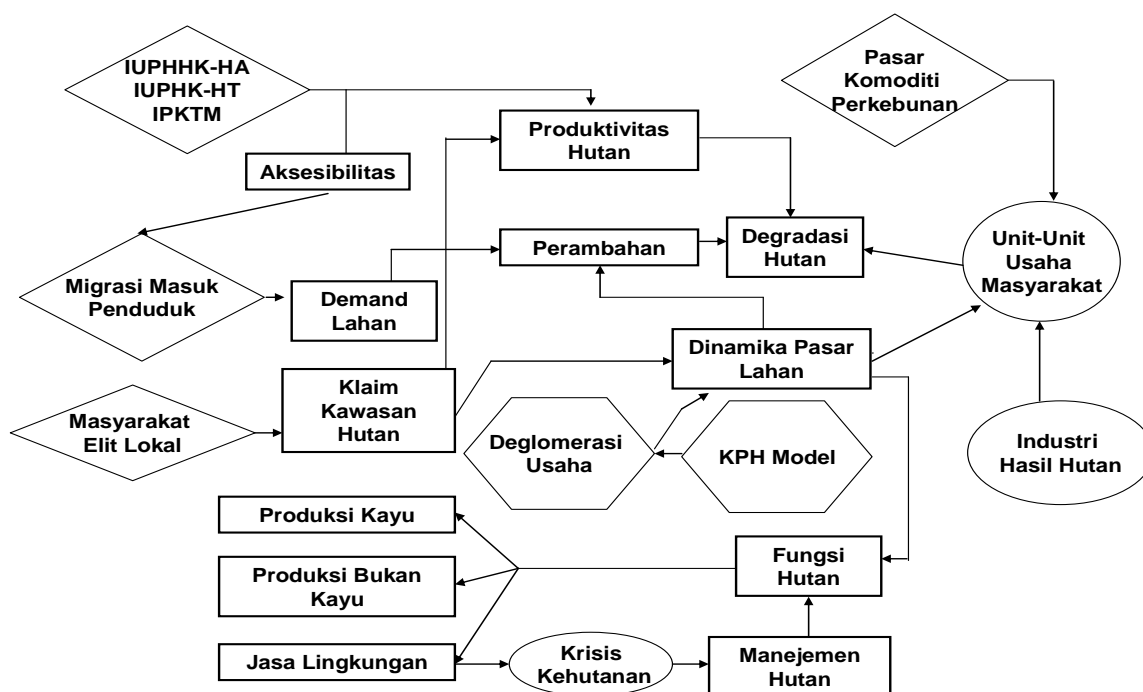 IUPHHK-HA
IUPHK-HT
IPKTM
Pasar
Komoditi
Perkebunan
Produktivitas
Hutan
Aksesibilitas
Perambahan
Degradasi
Hutan
Unit-Unit
Usaha
Masyarakat
Migrasi Masuk
Penduduk
Demand
Lahan
Dinamika Pasar
Lahan
Klaim
Kawasan
Hutan
Masyarakat
Elit Lokal
Deglomerasi
Usaha
KPH Model
Industri
Hasil Hutan
Produksi Kayu
Fungsi
Hutan
Produksi Bukan
Kayu
Jasa Lingkungan
Krisis
Kehutanan
Manejemen
Hutan